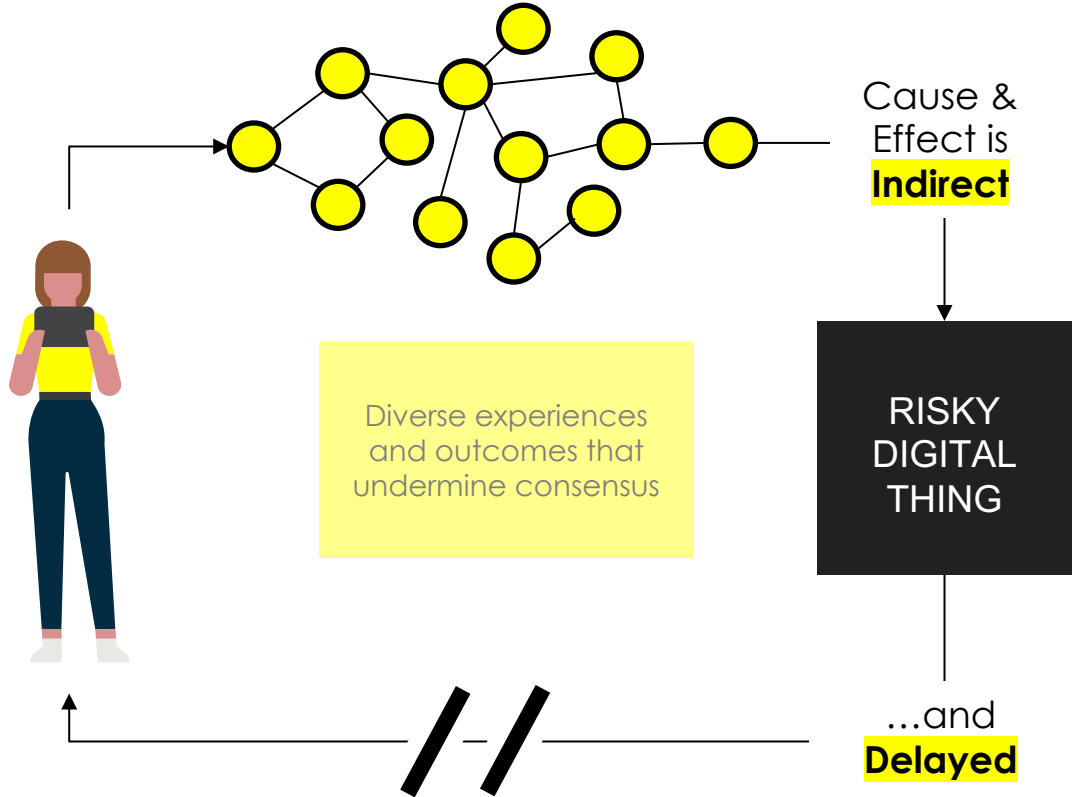 Cause &
Effect is
Indirect
Diverse experiences
and outcomes that
undermine consensus
RISKY
DIGITAL
THING
…and
Delayed